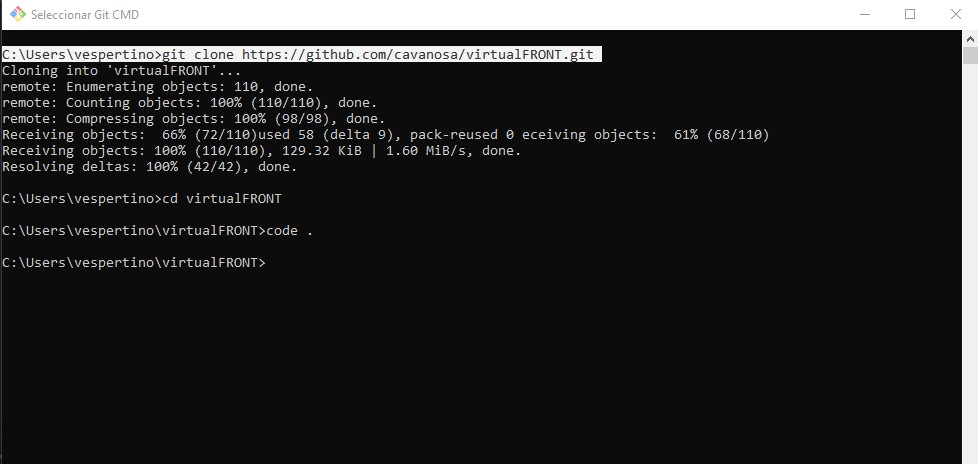 Seleccionar Git CMD
C:\Users\vespertino>git clone https://github.com/cavanosa/virtualFRONT.git
Cloning into 'virtualFRONT'...
remote: Enumerating objects: 110, done.
remote: Counting objects: 100% (110/110), done.
remote: Compressing objects: 100% (98/98), done.
Receiving objects:  66% (72/110)used 58 (delta 9), pack-reused 0 eceiving objects:  61% (68/110)
Receiving objects: 100% (110/110), 129.32 KiB | 1.60 MiB/s, done.
Resolving deltas: 100% (42/42), done.
C:\Users\vespertino>cd virtualFRONT
C:\Users\vespertino\virtualFRONT>code .
C:\Users\vespertino\virtualFRONT>